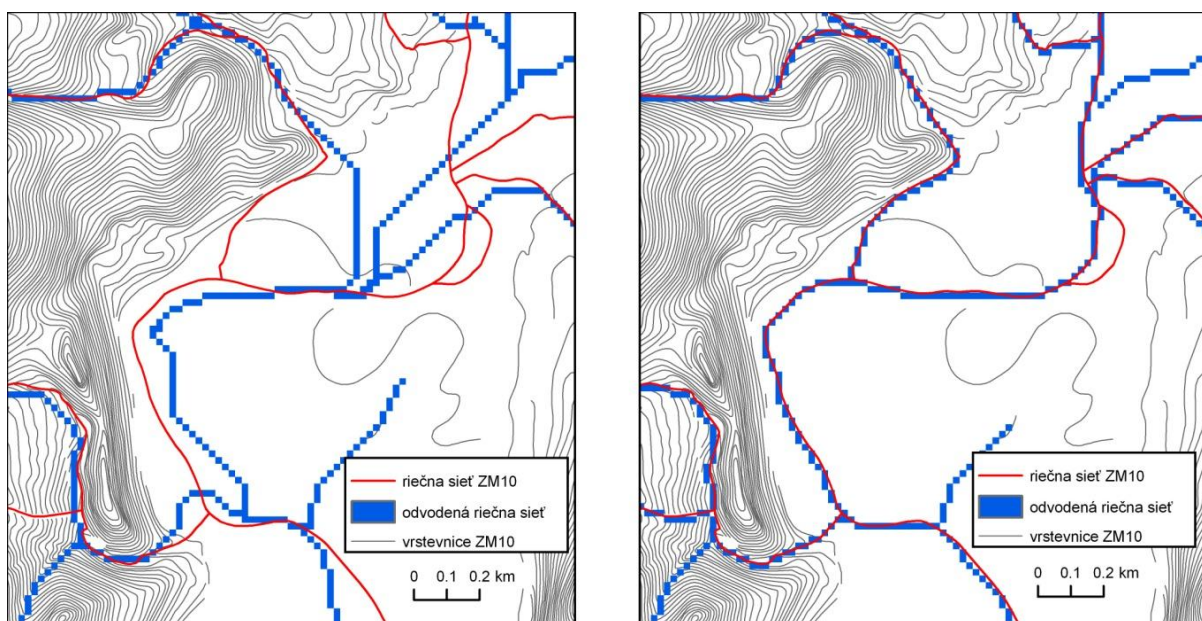 riečna sieť ZM10
odvodená riečna sieť
vrstevnice ZM10
0 0.1 0.2 km
riečna sieť ZM10
odvodená riečna sieť
vrstevnice ZM10
0 0.1 0.2 km